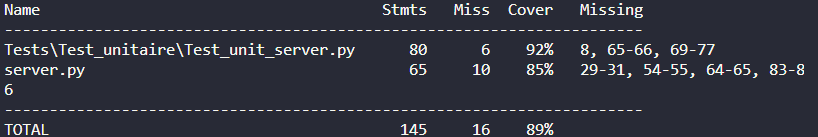 Name                                  Stmts   Miss  Cover   Missing
-----------------------------------------------------------------------
Tests\Test_unitaire\Test_unit_server.py      80      6    92%   8, 65-66, 69-77
server.py                                    65     10    85%   29-31, 54-55, 64-65, 83-8
6
-----------------------------------------------------------------------
TOTAL                                       145     16    89%